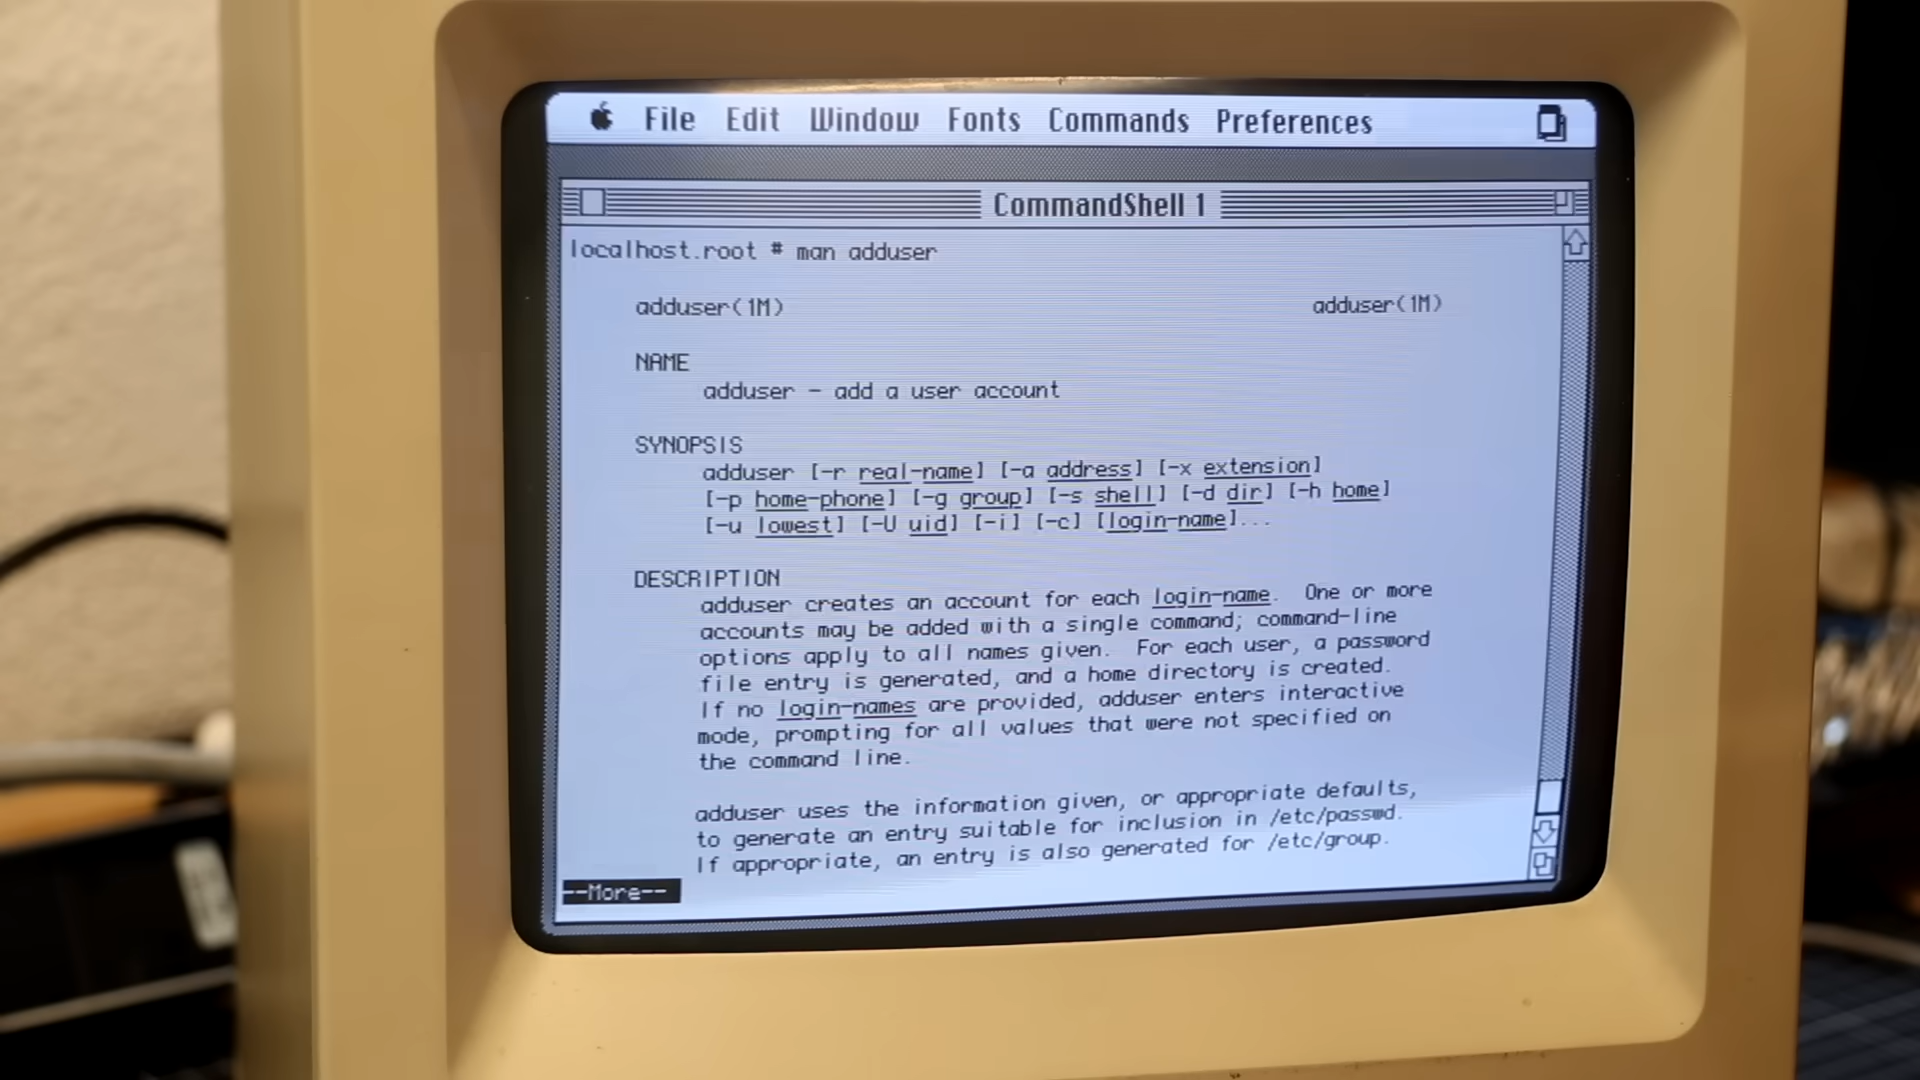 File Edit Window Fonts Commands Preferences
CommandShell 1
localhost.root # man adduser
adduser(1M) adduser(1M)
NAME
adduser - add a user account
SYNOPSIS
adduser [-r real-name] [-a address] [-x extension]
[-p home-phone] [-g group] [-s shell] [-d dir] [-h home]
[-u lowest] [-U uid] [-i] [-c] [login-name]...
DESCRIPTION
adduser creates an account for each login-name. One or more
accounts may be added with a single command; command-line
options apply to all names given. For each user, a password
file entry is generated, and a home directory is created.
If no login-names are provided, adduser enters interactive
mode, prompting for all values that were not specified on
the command line.
adduser uses the information given, or appropriate defaults,
to generate an entry suitable for inclusion in /etc/passwd.
If appropriate, an entry is also generated for /etc/group.
--More--